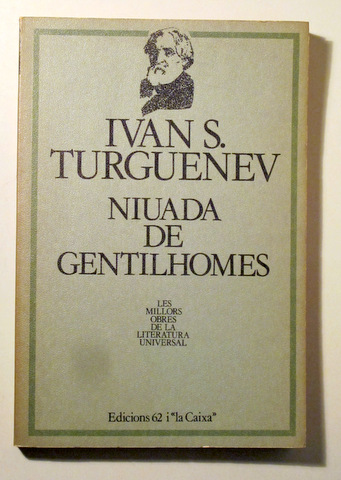 IVAN S.
TURGUENEV
NIUADA
DE
GENTILHOMES
LES
MILLORS
OBRES
DE LA
LITERATURA
UNIVERSAL
Edicions 62 i "la Caixa"